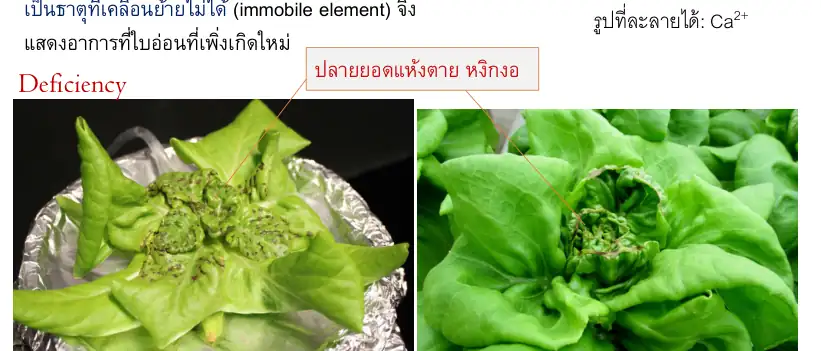 เป็นธาตุที่เคลื่อนย้ายไม่ได้ (immobile element) จึง
แสดงอาการที่ใบอ่อนที่เพิ่งเกิดใหม่
รูปที่ละลายได้: Ca²⁺
Deficiency
ปลายยอดแห้งตาย หงิกงอ